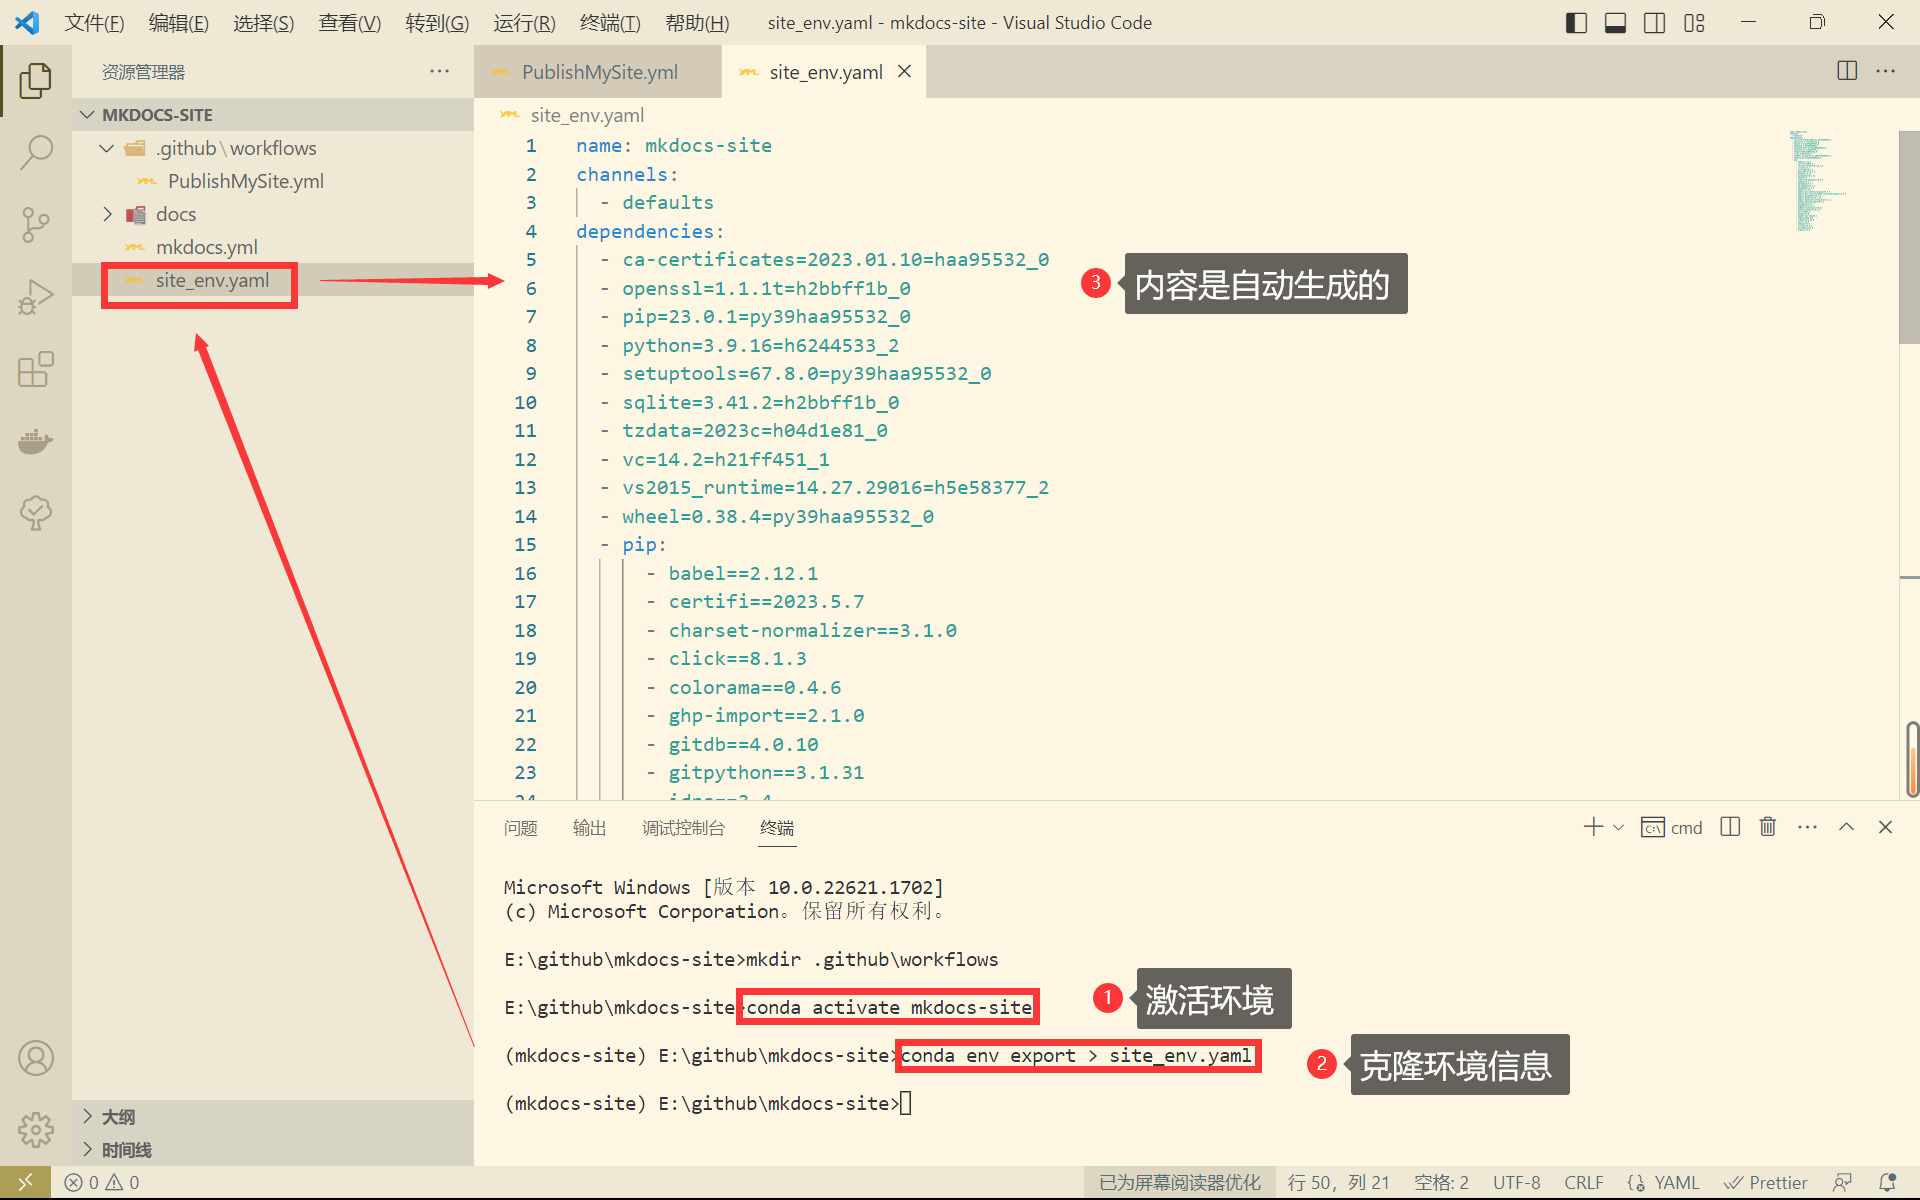 文件(F) 编辑(E) 选择(S) 查看(V) 转到(G) 运行(R) 终端(T) 帮助(H) site_env.yaml - mkdocs-site - Visual Studio Code
资源管理器
PublishMySite.yml site_env.yaml
MKDOCS-SITE
.github\workflows
PublishMySite.yml
docs
mkdocs.yml
site_env.yaml
site_env.yaml
1 name: mkdocs-site
2 channels:
3 - defaults
4 dependencies:
5 - ca-certificates=2023.01.10=haa95532_0
6 - openssl=1.1.1t=h2bbff1b_0
7 - pip=23.0.1=py39haa95532_0
8 - python=3.9.16=h6244533_2
9 - setuptools=67.8.0=py39haa95532_0
10 - sqlite=3.41.2=h2bbff1b_0
11 - tzdata=2023c=h04d1e81_0
12 - vc=14.2=h21ff451_1
13 - vs2015_runtime=14.27.29016=h5e58377_2
14 - wheel=0.38.4=py39haa95532_0
15 - pip:
16 - babel==2.12.1
17 - certifi==2023.5.7
18 - charset-normalizer==3.1.0
19 - click==8.1.3
20 - colorama==0.4.6
21 - ghp-import==2.1.0
22 - gitdb==4.0.10
23 - gitpython==3.1.31
3 内容是自动生成的
问题 输出 调试控制台 终端
cmd
Microsoft Windows [版本 10.0.22621.1702]
(c) Microsoft Corporation。保留所有权利。
E:\github\mkdocs-site>mkdir .github\workflows
E:\github\mkdocs-site>conda activate mkdocs-site
1 激活环境
(mkdocs-site) E:\github\mkdocs-site>conda env export > site_env.yaml
2 克隆环境信息
(mkdocs-site) E:\github\mkdocs-site>
大纲
时间线
0 0
已为屏幕阅读器优化 行 50, 列 21 空格: 2 UTF-8 CRLF YAML Prettier